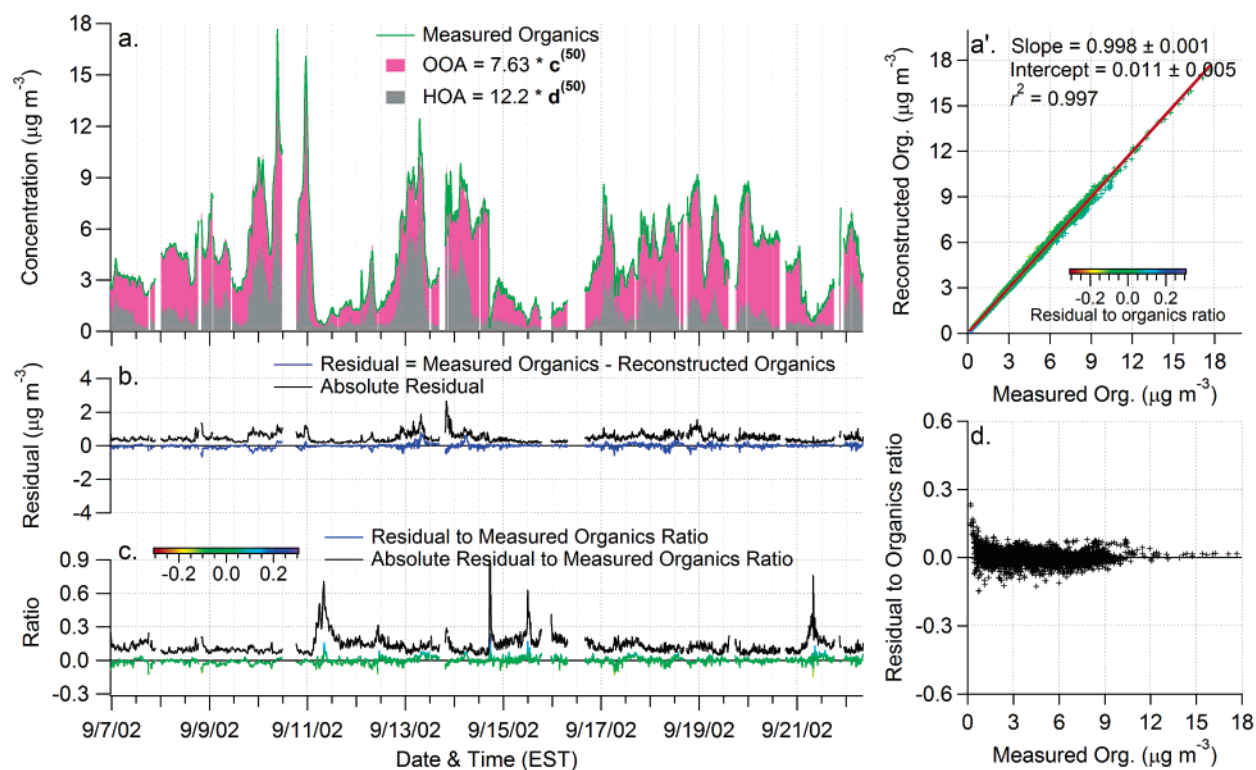 a.
Measured Organics
OOA = 7.63 * c(50)
HOA = 12.2 * d(50)
18
15
12
9
6
3
0
Concentration (µg m⁻³)
a'.
Slope = 0.998 ± 0.001
Intercept = 0.011 ± 0.005
r² = 0.997
18
15
12
9
6
3
0
Reconstructed Org. (µg m⁻³)
-0.2 0.0 0.2
Residual to organics ratio
0 3 6 9 12 15 18
Measured Org. (µg m⁻³)
b.
Residual = Measured Organics - Reconstructed Organics
Absolute Residual
4
2
0
-2
-4
Residual (µg m⁻³)
c.
-0.2 0.0 0.2
Residual to Measured Organics Ratio
Absolute Residual to Measured Organics Ratio
0.9
0.6
0.3
0.0
-0.3
Ratio
9/7/02 9/9/02 9/11/02 9/13/02 9/15/02 9/17/02 9/19/02 9/21/02
Date & Time (EST)
d.
0.6
0.3
0.0
-0.3
-0.6
Residual to Organics ratio
0 3 6 9 12 15 18
Measured Org. (µg m⁻³)